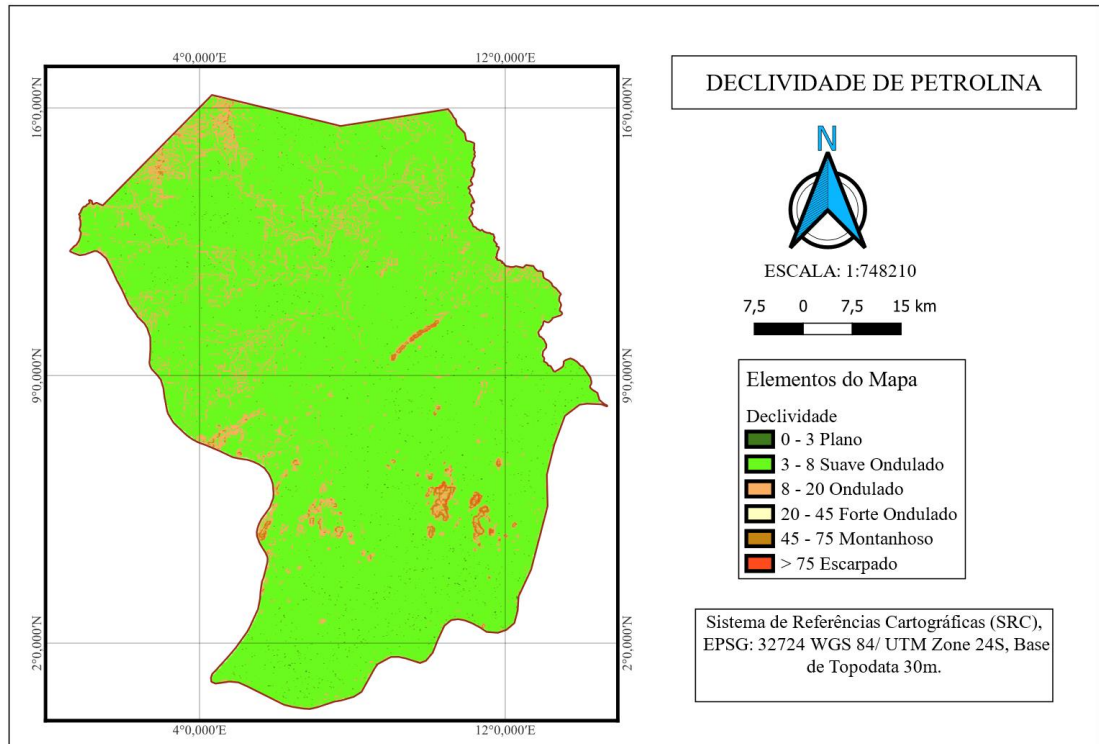 4°0,000'E
12°0,000'E
16°0,000'N
16°0,000'N
9°0,000'N
9°0,000'N
2°0,000'N
2°0,000'N
4°0,000'E
12°0,000'E
DECLIVIDADE DE PETROLINA
N
ESCALA: 1:748210
7,5 0 7,5 15 km
Elementos do Mapa
Declividade
0 - 3 Plano
3 - 8 Suave Ondulado
8 - 20 Ondulado
20 - 45 Forte Ondulado
45 - 75 Montanhoso
> 75 Escarpado
Sistema de Referências Cartográficas (SRC),
EPSG: 32724 WGS 84/ UTM Zone 24S, Base
de Topodata 30m.